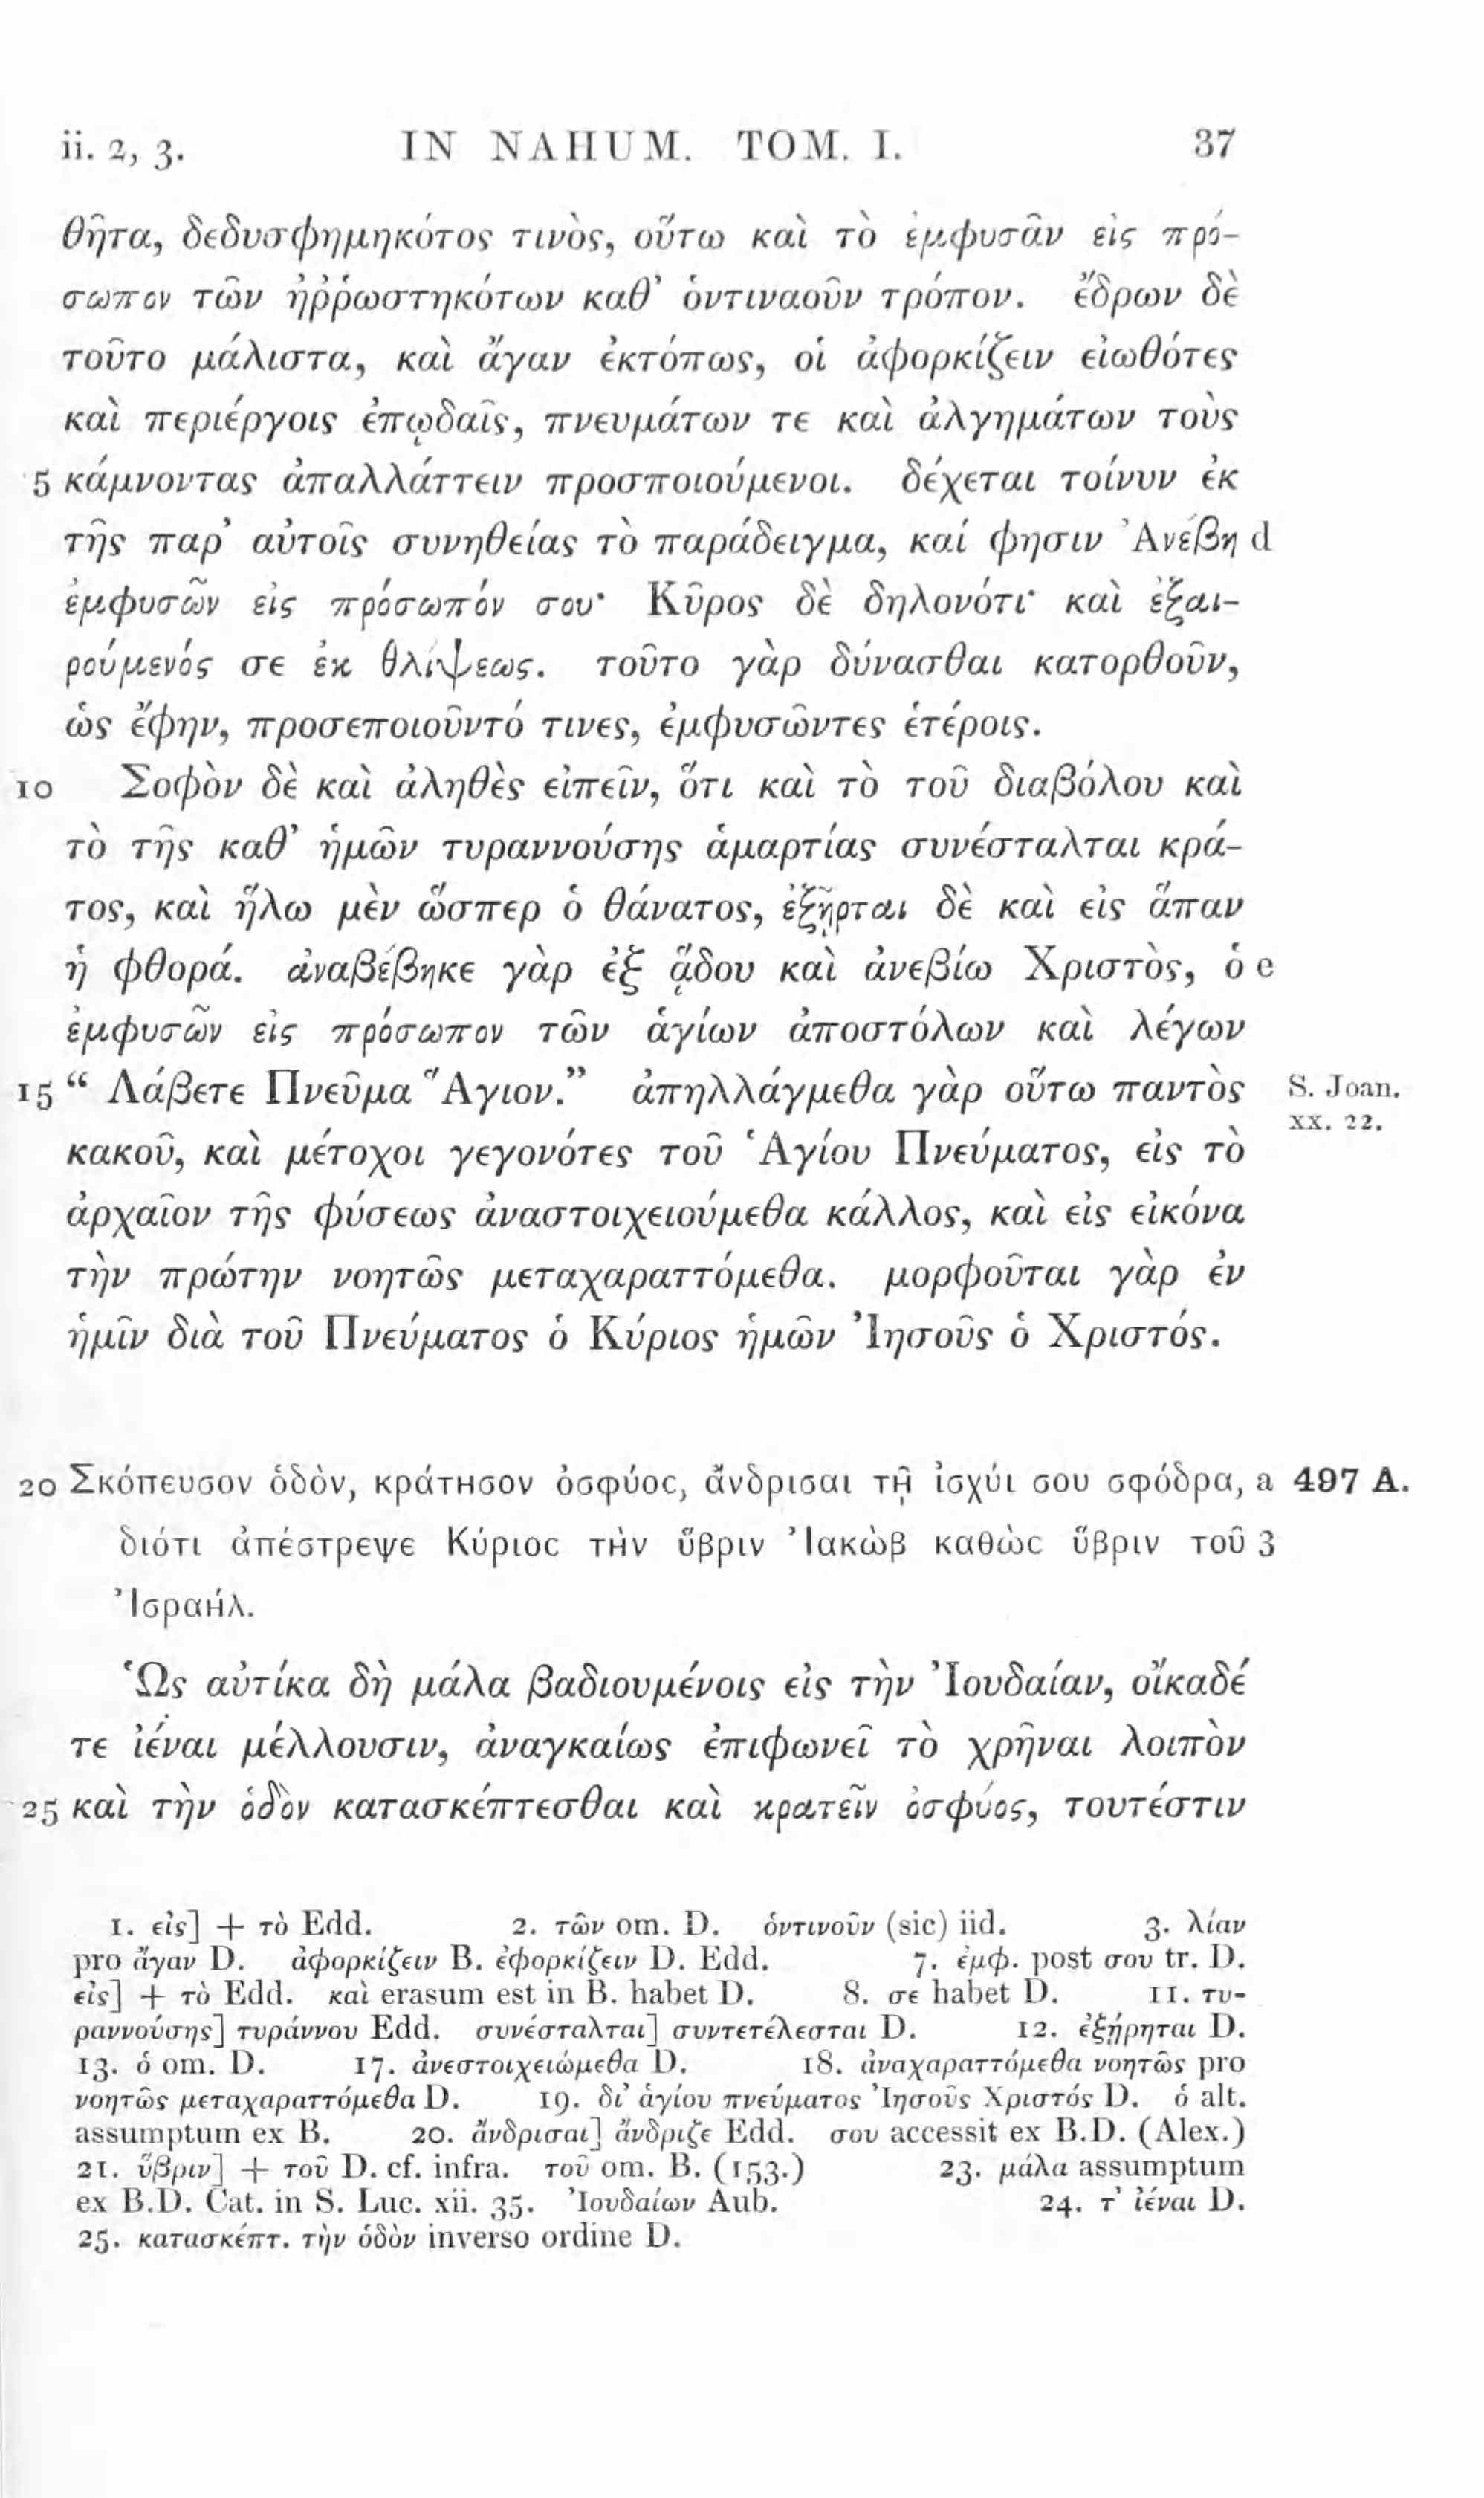 ii. 2, 3. IN NAHUM. TOM. I. 37
θῆτα, δεδυσφημηκότος τινὸς, οὕτω καὶ τὸ ἐμφυσᾶν εἰς πρό-
σωπον τῶν ἠῤῥωστηκότων καθ' ὁντιναοῦν τρόπον. ἔδρων δὲ
τοῦτο μάλιστα, καὶ ἄγαν ἐκτόπως, οἱ ἀφορκίζειν εἰωθότες
καὶ περιέργοις ἐπῳδαῖς, πνευμάτων τε καὶ ἀλγημάτων τοὺς
5 κάμνοντας ἀπαλλάττειν προσποιούμενοι. δέχεται τοίνυν ἐκ
τῆς παρ' αὐτοῖς συνηθείας τὸ παράδειγμα, καί φησιν Ἀνέβη d
ἐμφυσῶν εἰς πρόσωπόν σου· Κῦρος δὲ δηλονότι· καὶ ἐξαι-
ρούμενός σε ἐκ θλίψεως. τοῦτο γὰρ δύνασθαι κατορθοῦν,
ὡς ἔφην, προσεποιοῦντό τινες, ἐμφυσῶντες ἑτέροις.
10 Σοφὸν δὲ καὶ ἀληθὲς εἰπεῖν, ὅτι καὶ τὸ τοῦ διαβόλου καὶ
τὸ τῆς καθ' ἡμῶν τυραννούσης ἁμαρτίας συνέσταλται κρά-
τος, καὶ ἥλω μὲν ὥσπερ ὁ θάνατος, ἐξῇρται δὲ καὶ εἰς ἅπαν
ἡ φθορά. ἀναβέβηκε γὰρ ἐξ ᾅδου καὶ ἀνεβίω Χριστὸς, ὁ e
ἐμφυσῶν εἰς πρόσωπον τῶν ἁγίων ἀποστόλων καὶ λέγων
15 “ Λάβετε Πνεῦμα Ἅγιον.” ἀπηλλάγμεθα γὰρ οὕτω παντὸς S. Joan.
xx. 22.
κακοῦ, καὶ μέτοχοι γεγονότες τοῦ Ἁγίου Πνεύματος, εἰς τὸ
ἀρχαῖον τῆς φύσεως ἀναστοιχειούμεθα κάλλος, καὶ εἰς εἰκόνα
τὴν πρώτην νοητῶς μεταχαραττόμεθα. μορφοῦται γὰρ ἐν
ἡμῖν διὰ τοῦ Πνεύματος ὁ Κύριος ἡμῶν Ἰησοῦς ὁ Χριστός.
20 Σκόπευσον ὁδὸν, κράτησον ὀσφύος, ἄνδρισαι τῇ ἰσχύι σου σφόδρα, a 497 A.
διότι ἀπέστρεψε Κύριος τὴν ὕβριν Ἰακὼβ καθὼς ὕβριν τοῦ 3
Ἰσραήλ.
Ὡς αὐτίκα δὴ μάλα βαδιουμένοις εἰς τὴν Ἰουδαίαν, οἴκαδέ
τε ἰέναι μέλλουσιν, ἀναγκαίως ἐπιφωνεῖ τὸ χρῆναι λοιπὸν
25 καὶ τὴν ὁδὸν κατασκέπτεσθαι καὶ κρατεῖν ὀσφύος, τουτέστιν
1. εἰς] + τὸ Edd. 2. τῶν om. D. ὁντινοῦν (sic) iid. 3. λίαν
pro ἄγαν D. ἀφορκίζειν B. ἐφορκίζειν D. Edd. 7. ἐμφ. post σου tr. D.
εἰς] + τὸ Edd. καὶ erasum est in B. habet D. 8. σε habet D. 11. τυ-
ραννούσης] τυράννου Edd. συνέσταλται] συντετέλεσται D. 12. ἐξῄρηται D.
13. ὁ om. D. 17. ἀνεστοιχειώμεθα D. 18. ἀναχαραττόμεθα νοητῶς pro
νοητῶς μεταχαραττόμεθα D. 19. δι' ἁγίου πνεύματος Ἰησοῦς Χριστός D. ὁ alt.
assumptum ex B. 20. ἄνδρισαι] ἄνδριζε Edd. σου accessit ex B.D. (Alex.)
21. ὕβριν] + τοῦ D. cf. infra. τοῦ om. B. (153.) 23. μάλα assumptum
ex B.D. Cat. in S. Luc. xii. 35. Ἰουδαίων Aub. 24. τ' ἰέναι D.
25. κατασκέπτ. τὴν ὁδὸν inverso ordine D.